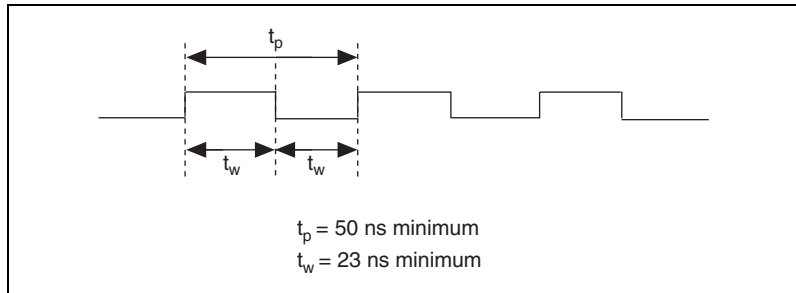 tp
tw tw
tp = 50 ns minimum
tw = 23 ns minimum